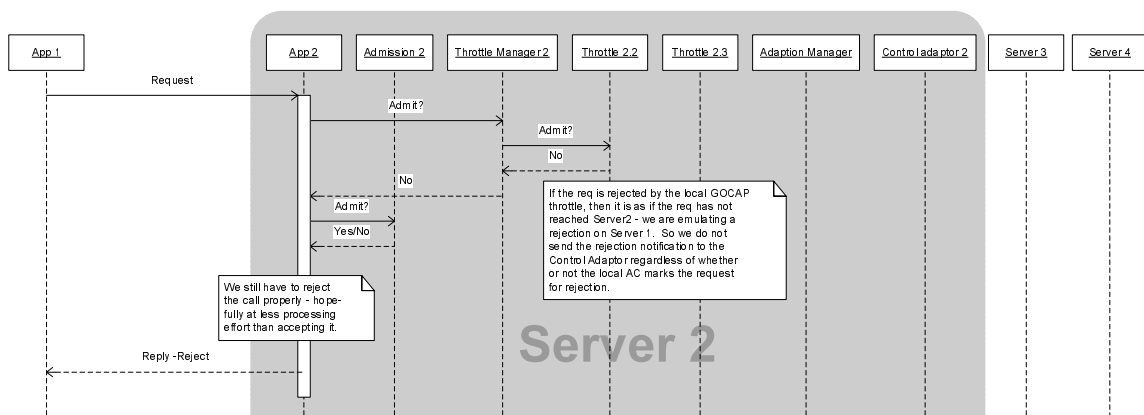 App 1
App 2
Admission 2
Throttle Manager 2
Throttle 2.2
Throttle 2.3
Adaption Manager
Control adaptor 2
Server 3
Server 4
Request
Admit?
Admit?
No
No
Admit?
Yes/No
If the req is rejected by the local GOCAP
throttle, then it is as if the req has not
reached Server2 - we are emulating a
rejection on Server 1. So we do not
send the rejection notification to the
Control Adaptor regardless of whether
or not the local AC marks the request
for rejection.
We still have to reject
the call properly - hope-
fully at less processing
effort than accepting it.
Server 2
Reply -Reject